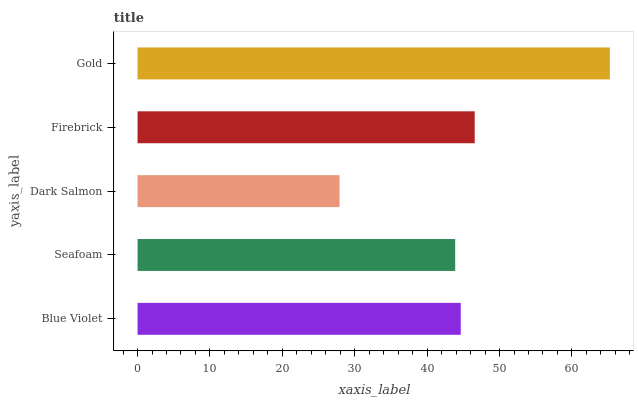 title
Gold
Firebrick
Dark Salmon
Seafoam
Blue Violet
yaxis_label
0 10 20 30 40 50 60
xaxis_label